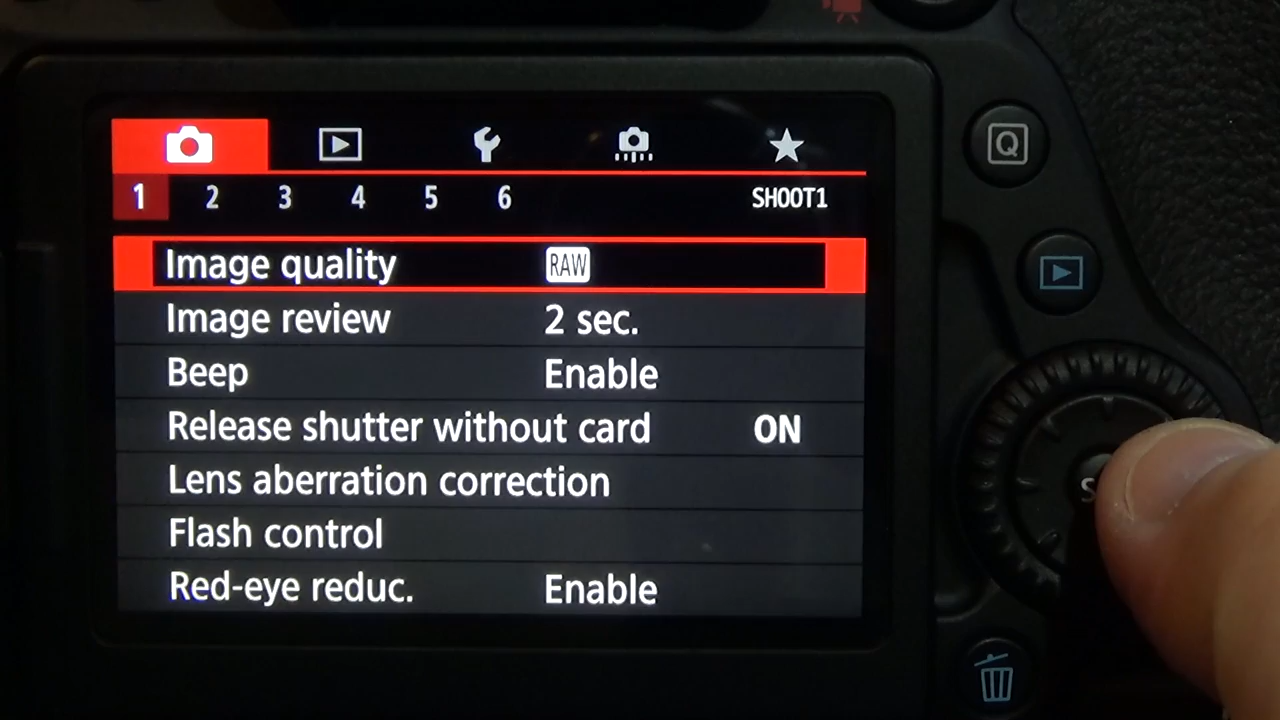 1 2 3 4 5 6 SHOOT1
Image quality RAW
Image review 2 sec.
Beep Enable
Release shutter without card ON
Lens aberration correction
Flash control
Red-eye reduc. Enable
Q